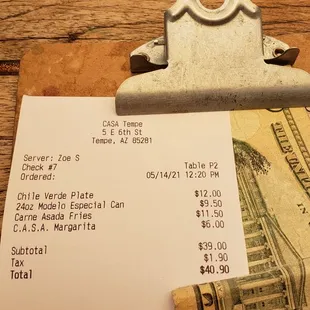 CASA Tempe
5 E 6th St
Tempe, AZ 85281
Server: Zoe S
Check #7 Table P2
Ordered: 05/14/21 12:20 PM
Chile Verde Plate $12.00
24oz Modelo Especial Can $9.50
Carne Asada Fries $11.50
C.A.S.A. Margarita $6.00
Subtotal $39.00
Tax $1.90
Total $40.90